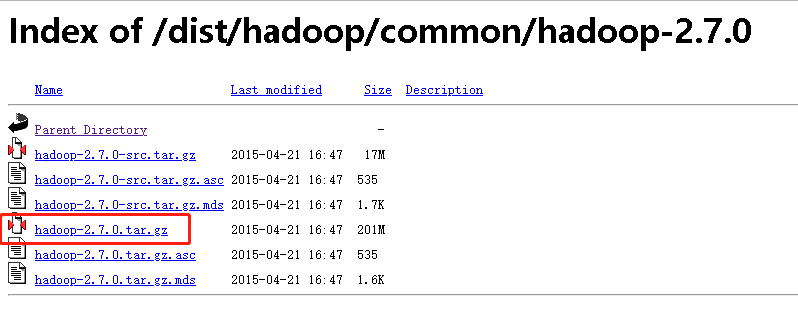 Index of /dist/hadoop/common/hadoop-2.7.0
Name Last modified Size Description
Parent Directory -
hadoop-2.7.0-src.tar.gz 2015-04-21 16:47 17M
hadoop-2.7.0-src.tar.gz.asc 2015-04-21 16:47 535
hadoop-2.7.0-src.tar.gz.mds 2015-04-21 16:47 1.7K
hadoop-2.7.0.tar.gz 2015-04-21 16:47 201M
hadoop-2.7.0.tar.gz.asc 2015-04-21 16:47 535
hadoop-2.7.0.tar.gz.mds 2015-04-21 16:47 1.6K